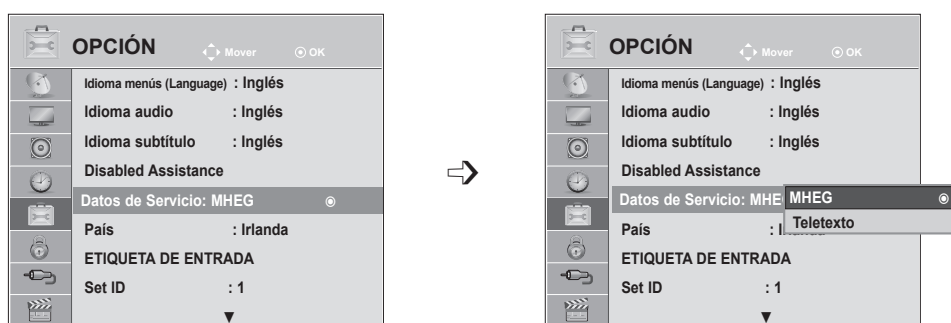 OPCIÓN
Mover
OK
Idioma menús (Language) : Inglés
Idioma audio : Inglés
Idioma subtítulo : Inglés
Disabled Assistance
Datos de Servicio: MHEG
País : Irlanda
ETIQUETA DE ENTRADA
Set ID : 1
OPCIÓN
Mover
OK
Idioma menús (Language) : Inglés
Idioma audio : Inglés
Idioma subtítulo : Inglés
Disabled Assistance
Datos de Servicio: MHE
MHEG
Teletexto
País
ETIQUETA DE ENTRADA
Set ID : 1